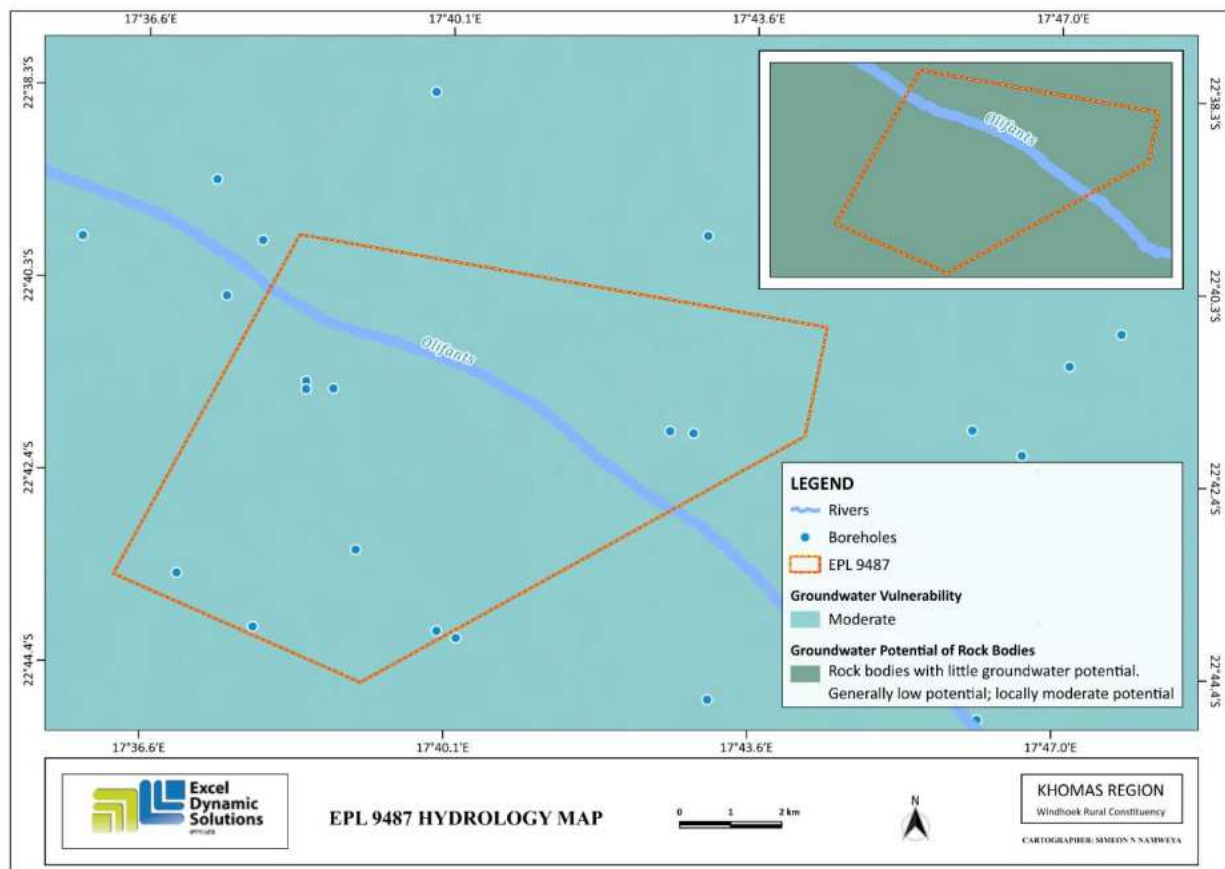 17°36.6'E 17°40.1'E 17°43.6'E 17°47.0'E
22°38.3'S
22°40.3'S
22°42.4'S
22°44.4'S
Olifants
Olifants
22°38.3'S
22°40.3'S
22°42.4'S
22°44.4'S
LEGEND
Rivers
Boreholes
EPL 9487
Groundwater Vulnerability
Moderate
Groundwater Potential of Rock Bodies
Rock bodies with little groundwater potential.
Generally low potential; locally moderate potential
17°36.6'E 17°40.1'E 17°43.6'E 17°47.0'E
Excel
Dynamic
Solutions
(PTY) LTD
EPL 9487 HYDROLOGY MAP
0 1 2 km
N
KHOMAS REGION
Windhoek Rural Constituency
CARTOGRAPHER: SIMEON N NAMWEYA